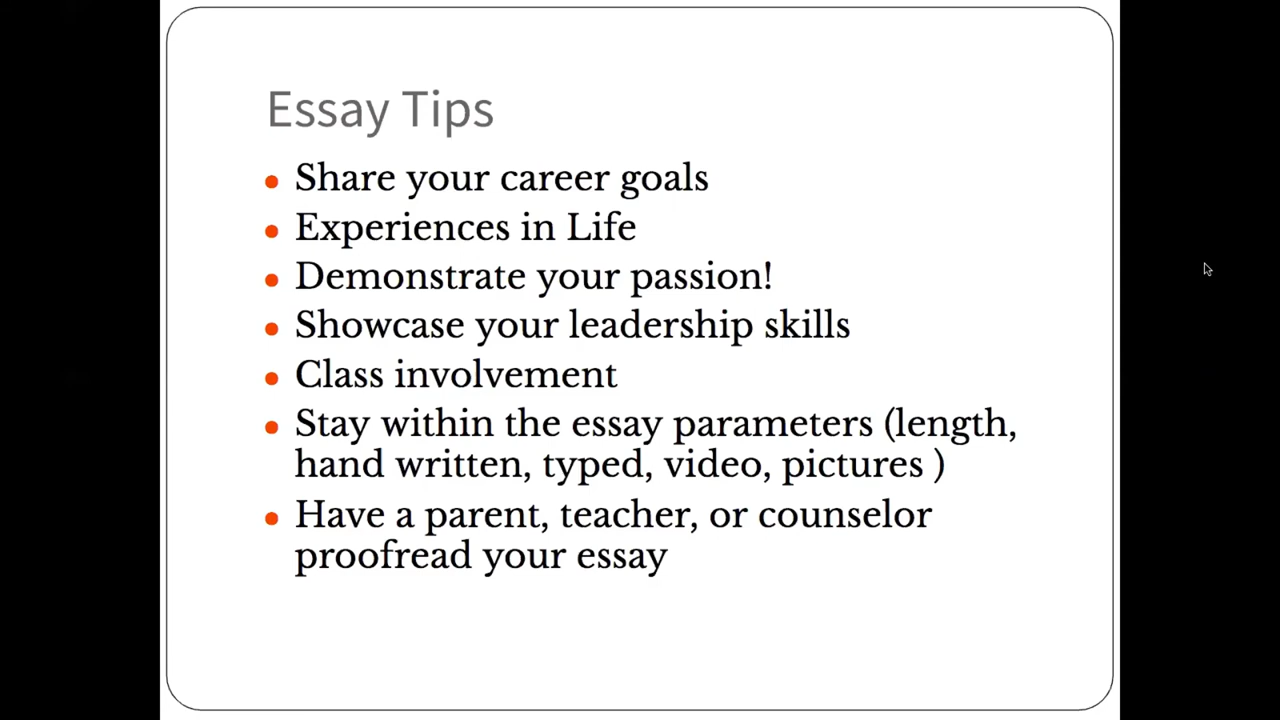 Essay Tips
• Share your career goals
• Experiences in Life
• Demonstrate your passion!
• Showcase your leadership skills
• Class involvement
• Stay within the essay parameters (length,
hand written, typed, video, pictures )
• Have a parent, teacher, or counselor
proofread your essay